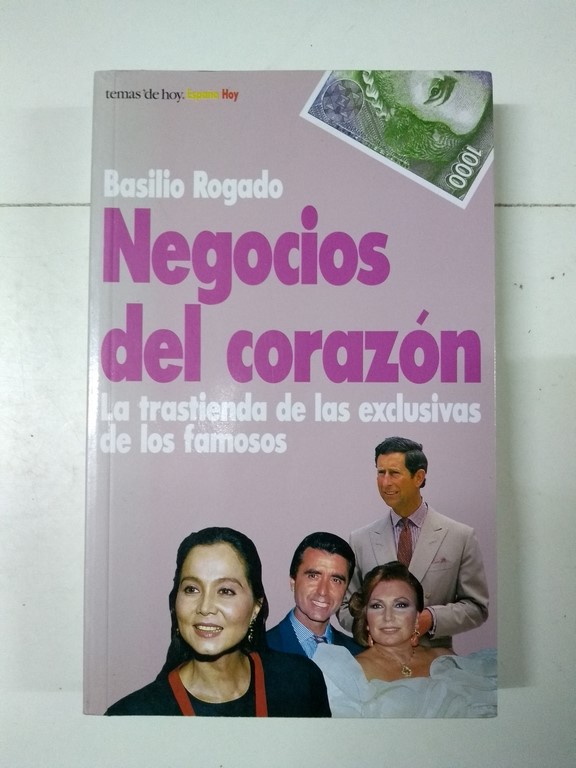 temas 'de hoy. España Hoy
1000
Basilio Rogado
Negocios
del corazón
La trastienda de las exclusivas
de los famosos